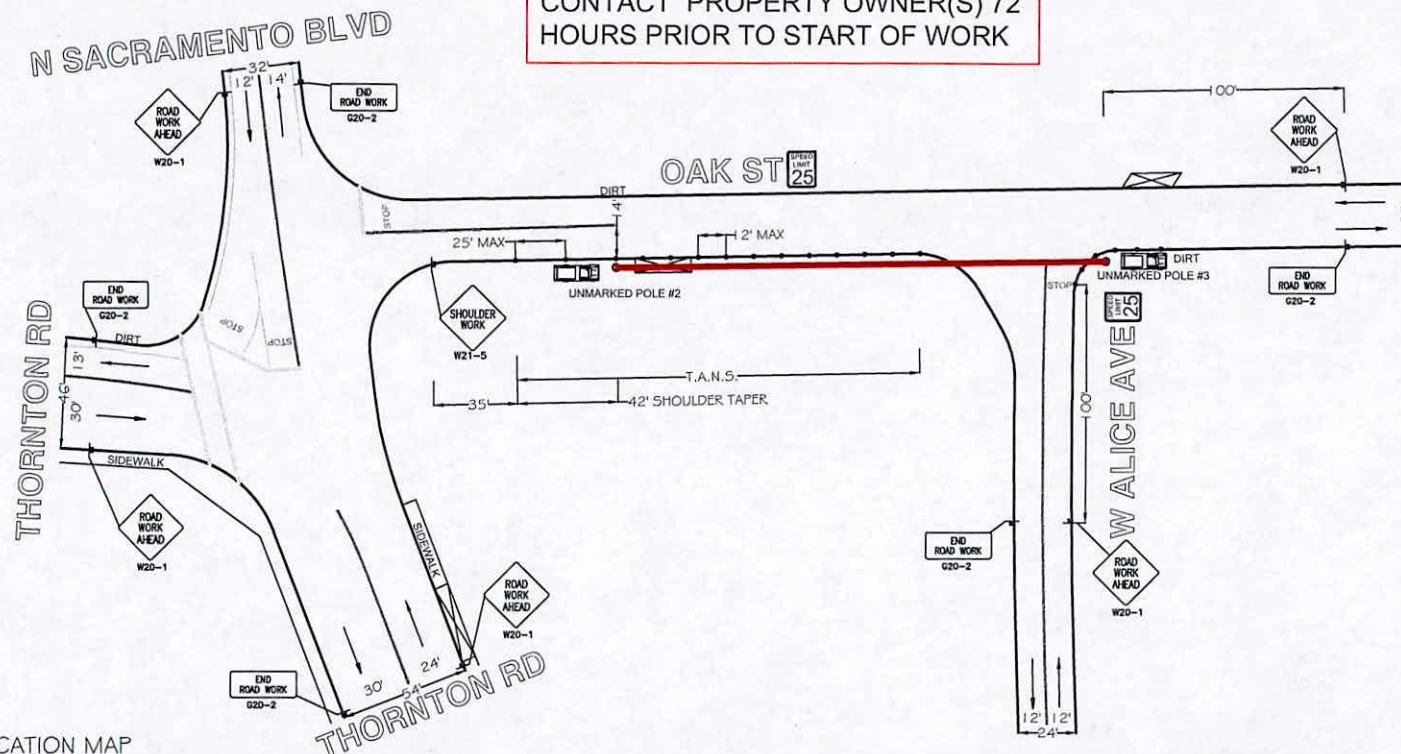 CONTACT PROPERTY OWNER(S) 72
HOURS PRIOR TO START OF WORK
N SACRAMENTO BLVD
32'
12'
14'
ROAD
WORK
AHEAD
W20-1
END
ROAD WORK
G20-2
100'
ROAD
WORK
AHEAD
W20-1
OAK ST
SPEED
LIMIT
25
DIRT
4'
STOP
25' MAX
12' MAX
UNMARKED POLE #2
DIRT
UNMARKED POLE #3
END
ROAD WORK
G20-2
STOP
SPEED
LIMIT
25
SHOULDER
WORK
W21-5
THORNTON RD
END
ROAD WORK
G20-2
DIRT
STOP
STOP
13'
46'
30'
SIDEWALK
ROAD
WORK
AHEAD
W20-1
T.A.N.S.
35'
42' SHOULDER TAPER
100'
W ALICE AVE
SIDEWALK
END
ROAD WORK
G20-2
ROAD
WORK
AHEAD
W20-1
ROAD
WORK
AHEAD
W20-1
END
ROAD WORK
G20-2
30'
24'
54'
THORNTON RD
12'
12'
24'
CATION MAP